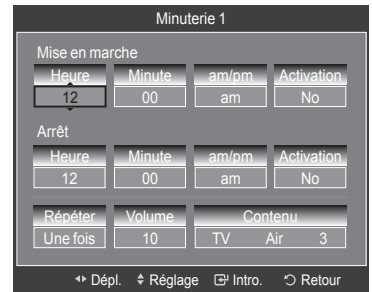 Minuterie 1
Mise en marche
Heure Minute am/pm Activation
12 00 am No
Arrêt
Heure Minute am/pm Activation
12 00 am No
Répéter Volume Contenu
Une fois 10 TV Air 3
Dépl. Réglage Intro. Retour